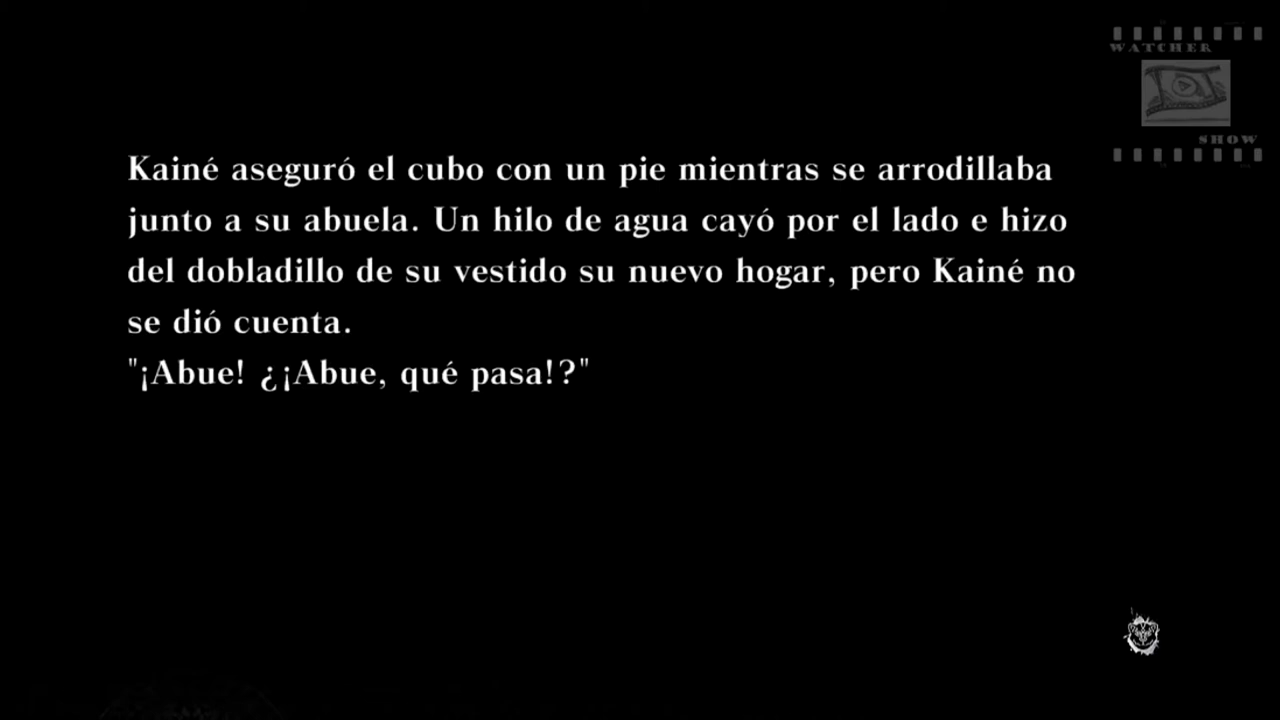 WATCHER
SHOW
Kainé aseguró el cubo con un pie mientras se arrodillaba
junto a su abuela. Un hilo de agua cayó por el lado e hizo
del dobladillo de su vestido su nuevo hogar, pero Kainé no
se dió cuenta.
"¡Abue! ¿¡Abue, qué pasa!?"